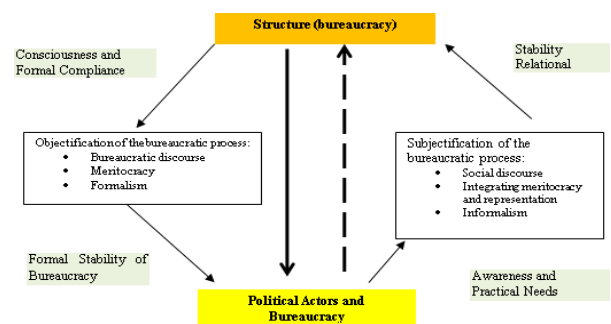 Structure (bureaucracy)
Consciousness and
Formal Compliance
Stability
Relational
Objectification of the bureaucratic process:
• Bureaucratic discourse
• Meritocracy
• Formalism
Subjectification of the
bureaucratic process:
• Social discourse
• Integrating meritocracy
and representation
• Informalism
Formal Stability of
Bureaucracy
Political Actors and
Bureaucracy
Awareness and
Practical Needs